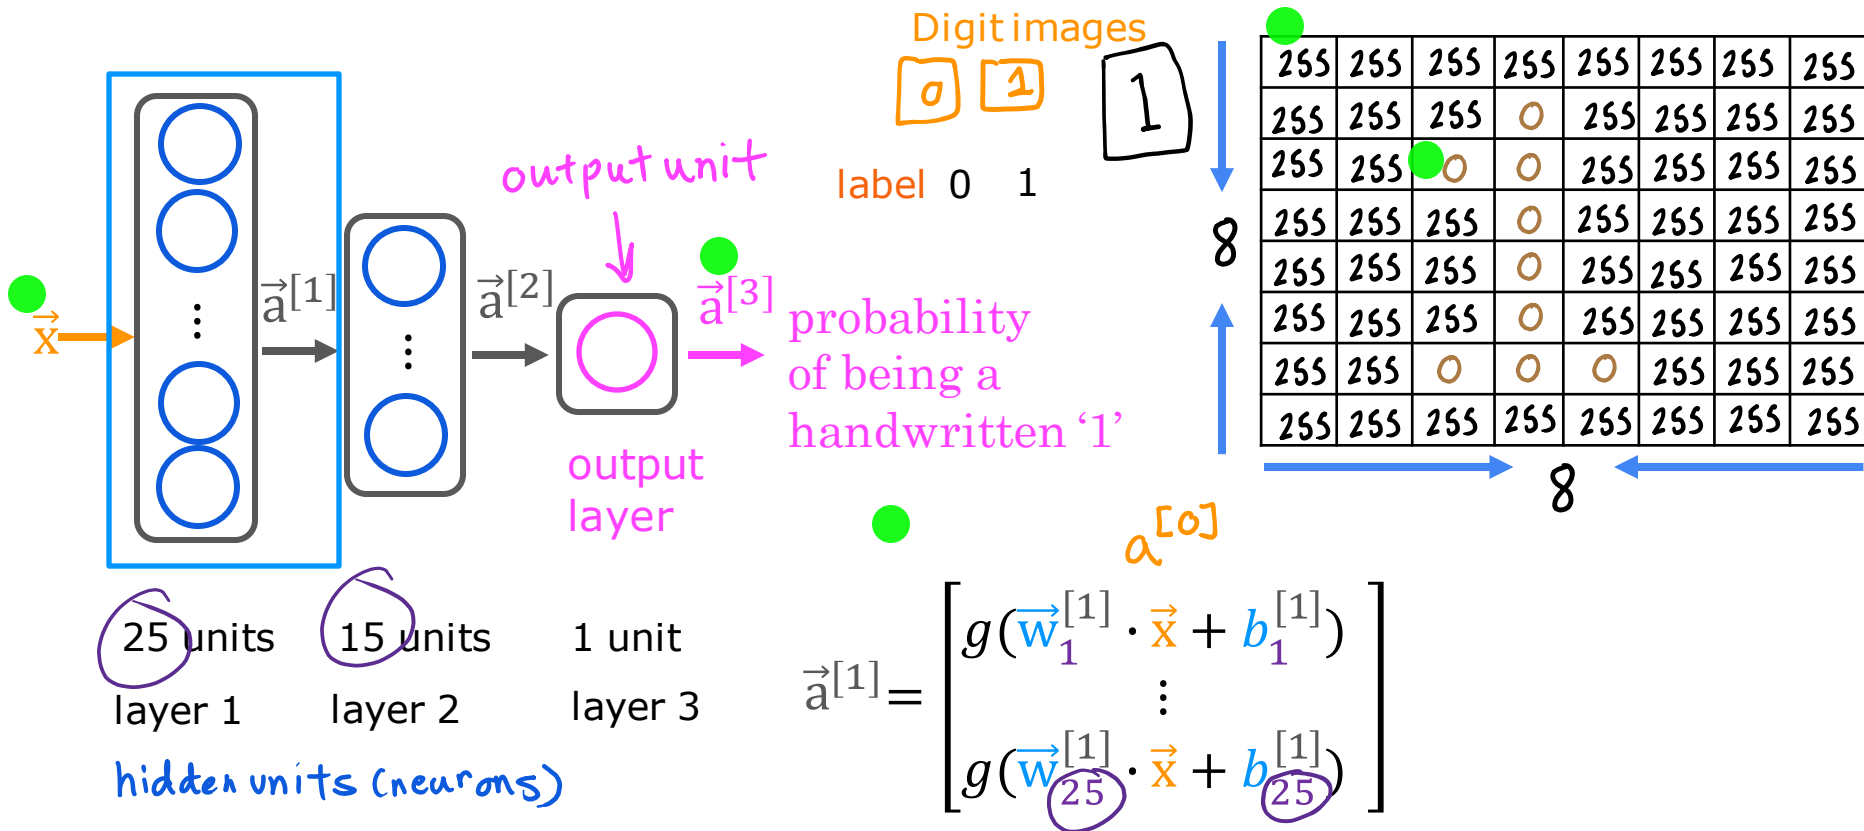 Digit images
0 1
1
label 0 1
output unit
x⃗
a⃗[1]
a⃗[2]
a⃗[3]
probability
of being a
handwritten ‘1’
output
layer
25 units 15 units 1 unit
layer 1 layer 2 layer 3
hidden units (neurons)
255 255 255 255 255 255 255 255
255 255 255 0 255 255 255 255
255 255 0 0 255 255 255 255
255 255 255 0 255 255 255 255
255 255 255 0 255 255 255 255
255 255 255 0 255 255 255 255
255 255 0 0 0 255 255 255
255 255 255 255 255 255 255 255
8
8
a[0]
a⃗[1] =
g(w⃗1[1] · x⃗ + b1[1])
⋮
g(w⃗25[1] · x⃗ + b25[1])